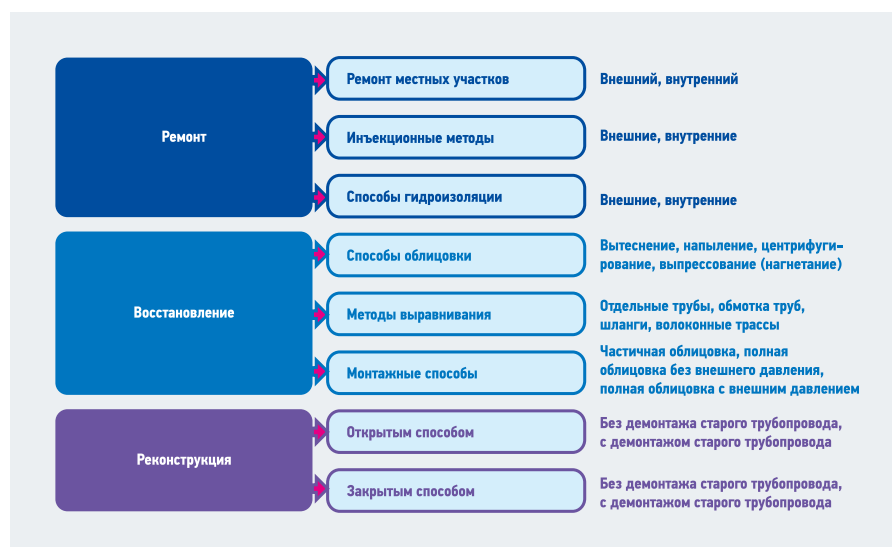 Ремонт
Ремонт местных участков
Внешний, внутренний
Инъекционные методы
Внешние, внутренние
Способы гидроизоляции
Внешние, внутренние
Восстановление
Способы облицовки
Вытеснение, напыление, центрифуги–
рование, выпрессование (нагнетание)
Методы выравнивания
Отдельные трубы, обмотка труб,
шланги, волоконные трассы
Монтажные способы
Частичная облицовка, полная
облицовка без внешнего давления,
полная облицовка с внешним давлением
Реконструкция
Открытым способом
Без демонтажа старого трубопровода,
с демонтажом старого трубопровода
Закрытым способом
Без демонтажа старого трубопровода,
с демонтажом старого трубопровода